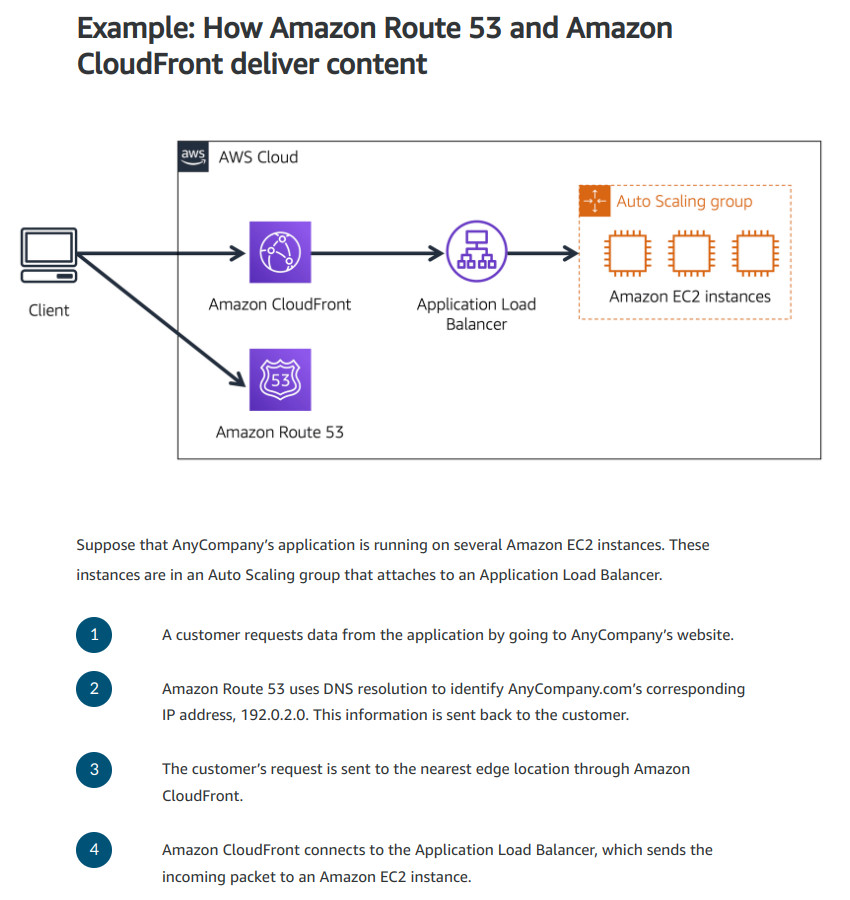 Example: How Amazon Route 53 and Amazon
CloudFront deliver content
aws
AWS Cloud
Auto Scaling group
Amazon EC2 instances
Client
Amazon CloudFront
Application Load
Balancer
53
Amazon Route 53
Suppose that AnyCompany’s application is running on several Amazon EC2 instances. These
instances are in an Auto Scaling group that attaches to an Application Load Balancer.
1 A customer requests data from the application by going to AnyCompany’s website.
2 Amazon Route 53 uses DNS resolution to identify AnyCompany.com’s corresponding
IP address, 192.0.2.0. This information is sent back to the customer.
3 The customer’s request is sent to the nearest edge location through Amazon
CloudFront.
4 Amazon CloudFront connects to the Application Load Balancer, which sends the
incoming packet to an Amazon EC2 instance.